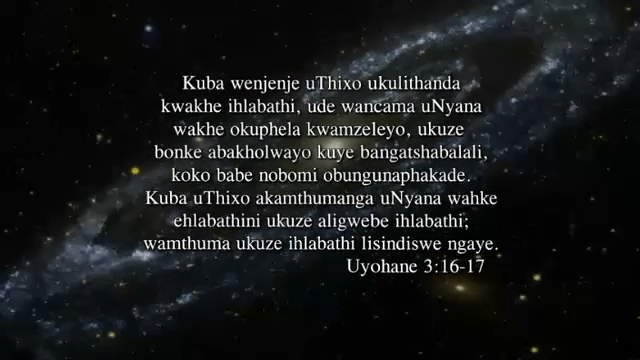 Kuba wenjenje uThixo ukulithanda
kwakhe ihlabathi, ude wancama uNyana
wakhe okuphela kwamzeleyo, ukuze
bonke abakholwayo kuye bangatshabalali,
koko babe nobomi obungunaphakade.
Kuba uThixo akamthumanga uNyana wahke
ehlabathini ukuze aligwebe ihlabathi;
wamthuma ukuze ihlabathi lisindiswe ngaye.
Uyohane 3:16-17